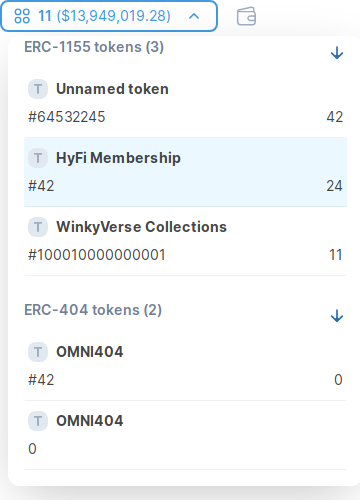 11 ($13,949,019.28)
ERC-1155 tokens (3)
T Unnamed token
#64532245 42
T HyFi Membership
#42 24
T WinkyVerse Collections
#100010000000001 11
ERC-404 tokens (2)
T OMNI404
#42 0
T OMNI404
0